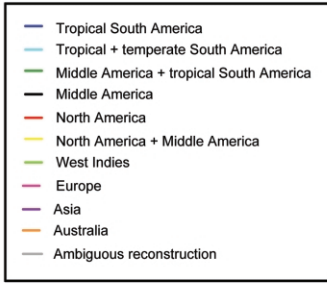 Tropical South America
Tropical + temperate South America
Middle America + tropical South America
Middle America
North America
North America + Middle America
West Indies
Europe
Asia
Australia
Ambiguous reconstruction